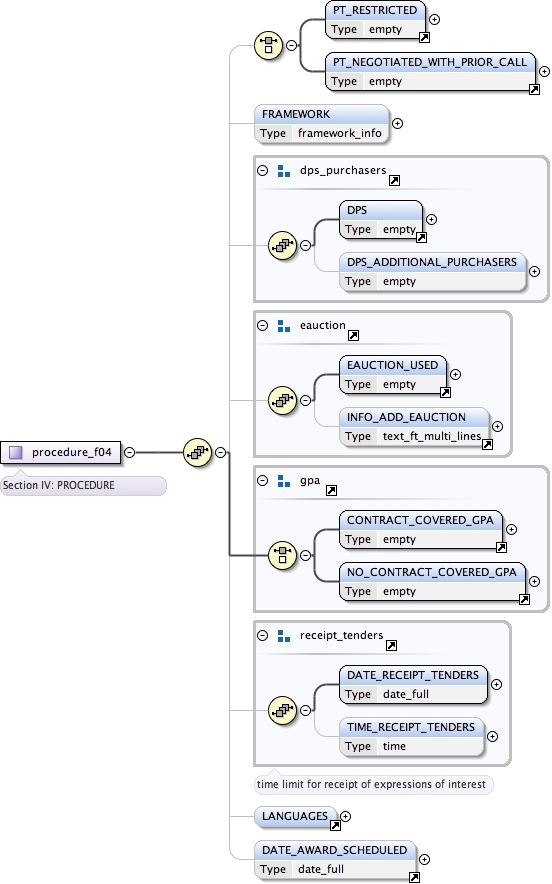 PT_RESTRICTED
Type empty
PT_NEGOTIATED_WITH_PRIOR_CALL
Type empty
FRAMEWORK
Type framework_info
dps_purchasers
DPS
Type empty
DPS_ADDITIONAL_PURCHASERS
Type empty
eauction
EAUCTION_USED
Type empty
INFO_ADD_EAUCTION
Type text_ft_multi_lines
procedure_f04
Section IV: PROCEDURE
gpa
CONTRACT_COVERED_GPA
Type empty
NO_CONTRACT_COVERED_GPA
Type empty
receipt_tenders
DATE_RECEIPT_TENDERS
Type date_full
TIME_RECEIPT_TENDERS
Type time
time limit for receipt of expressions of interest
LANGUAGES
DATE_AWARD_SCHEDULED
Type date_full